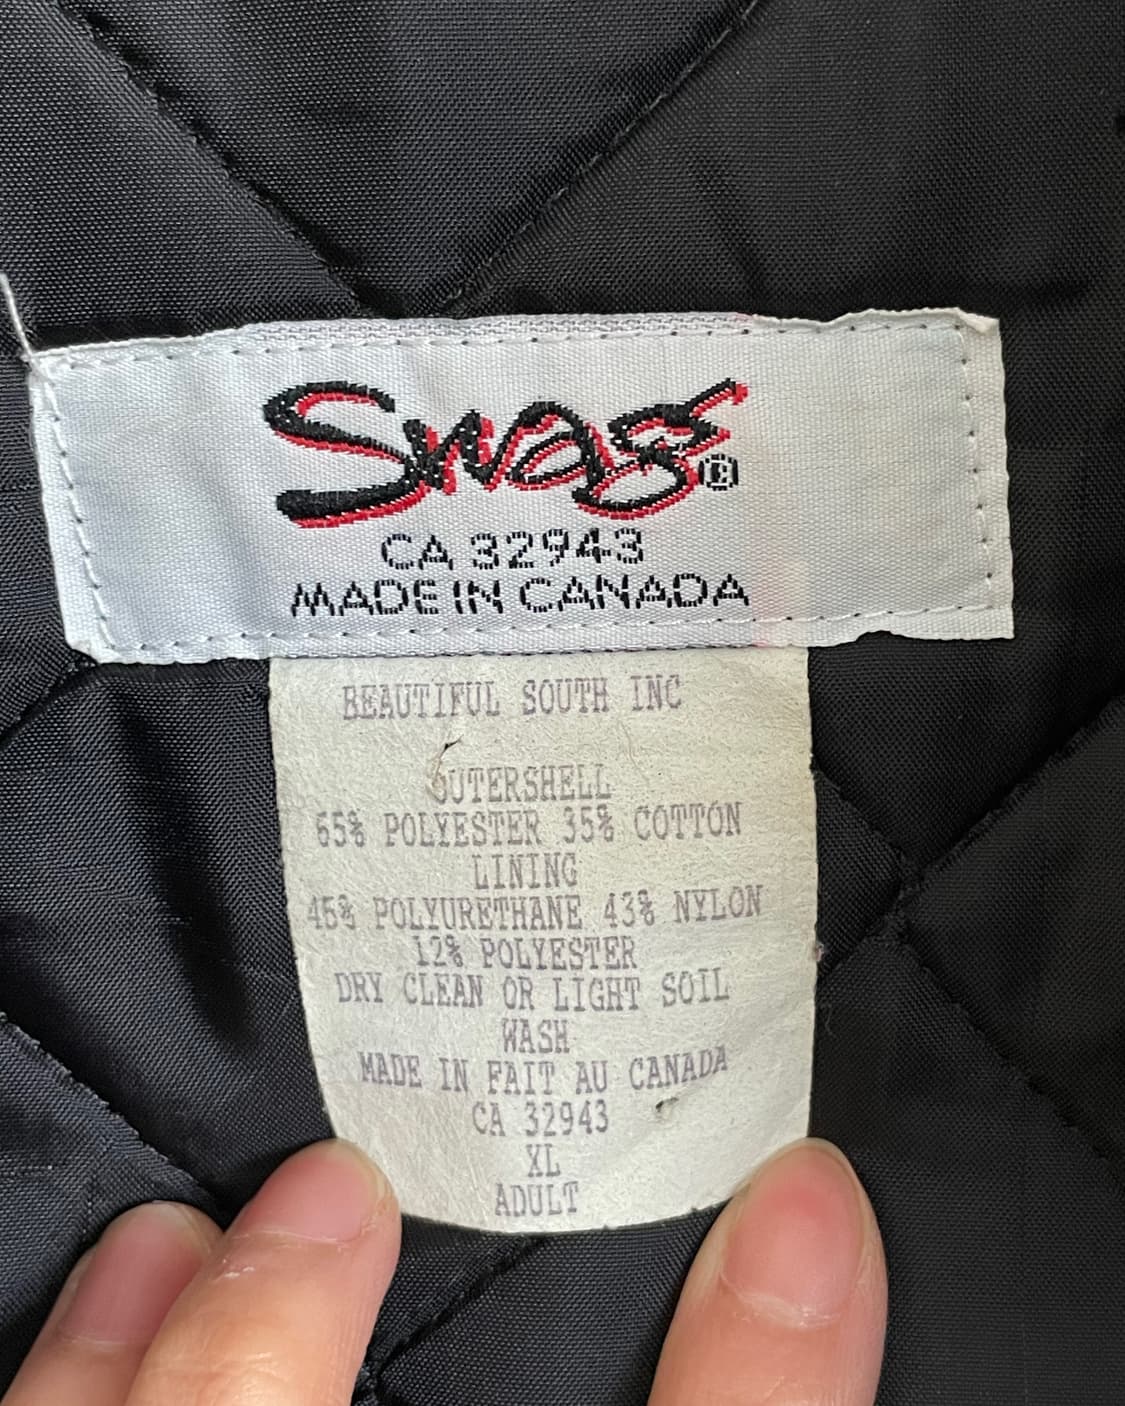 Swag®
CA 32943
MADE IN CANADA
BEAUTIFUL SOUTH INC
OUTERSHELL
65% POLYESTER 35% COTTON
LINING
45% POLYURETHANE 43% NYLON
12% POLYESTER
DRY CLEAN OR LIGHT SOIL
WASH
MADE IN FAIT AU CANADA
CA 32943
XL
ADULT